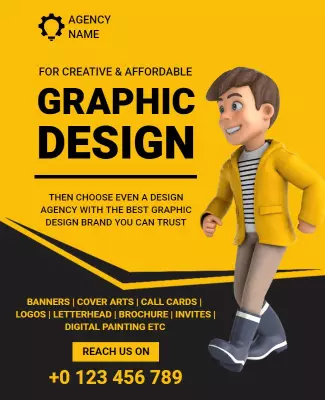 AGENCY
NAME
FOR CREATIVE & AFFORDABLE
GRAPHIC
DESIGN
THEN CHOOSE EVEN A DESIGN
AGENCY WITH THE BEST GRAPHIC
DESIGN BRAND YOU CAN TRUST
BANNERS | COVER ARTS | CALL CARDS |
LOGOS | LETTERHEAD | BROCHURE | INVITES |
DIGITAL PAINTING ETC
REACH US ON
+0 123 456 789